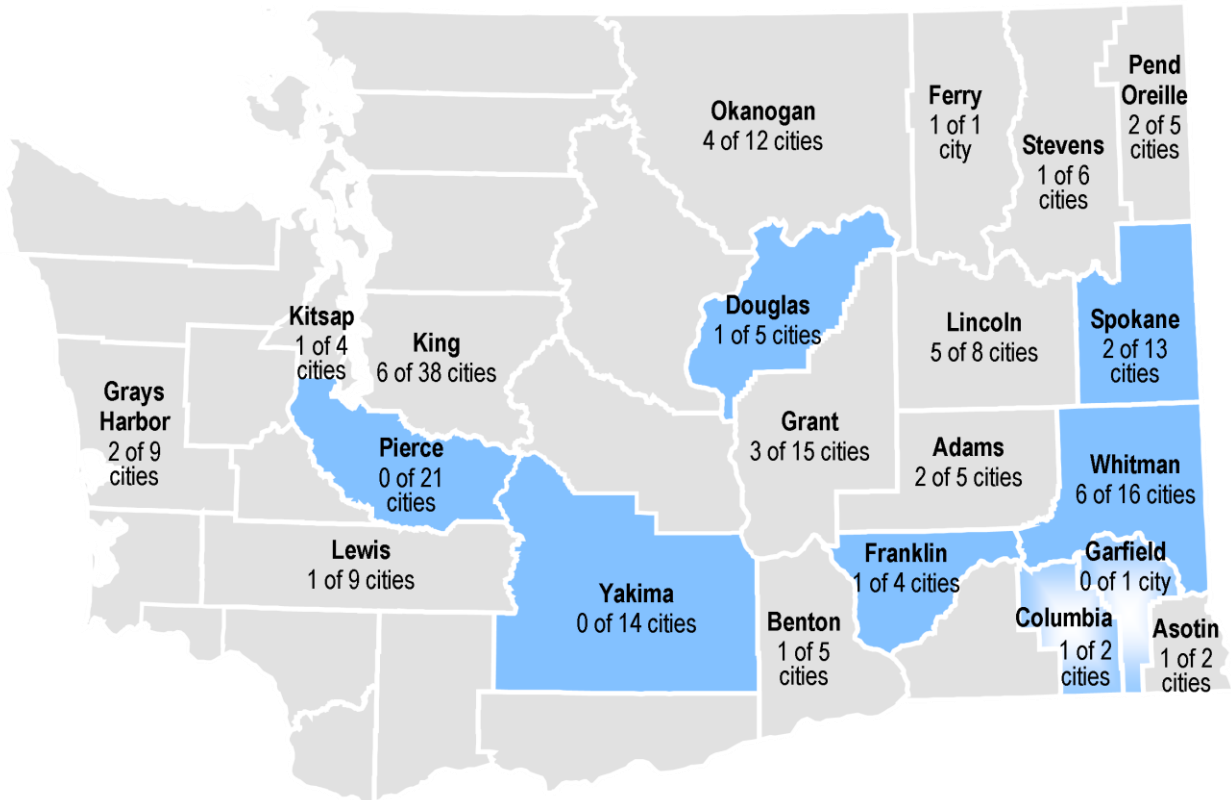 Okanogan
4 of 12 cities
Ferry
1 of 1
city
Stevens
1 of 6
cities
Pend
Oreille
2 of 5
cities
Kitsap
1 of 4
cities
King
6 of 38 cities
Douglas
1 of 5 cities
Lincoln
5 of 8 cities
Spokane
2 of 13
cities
Grays
Harbor
2 of 9
cities
Pierce
0 of 21
cities
Grant
3 of 15 cities
Adams
2 of 5 cities
Whitman
6 of 16 cities
Lewis
1 of 9 cities
Yakima
0 of 14 cities
Benton
1 of 5
cities
Franklin
1 of 4 cities
Garfield
0 of 1 city
Columbia
1 of 2
cities
Asotin
1 of 2
cities